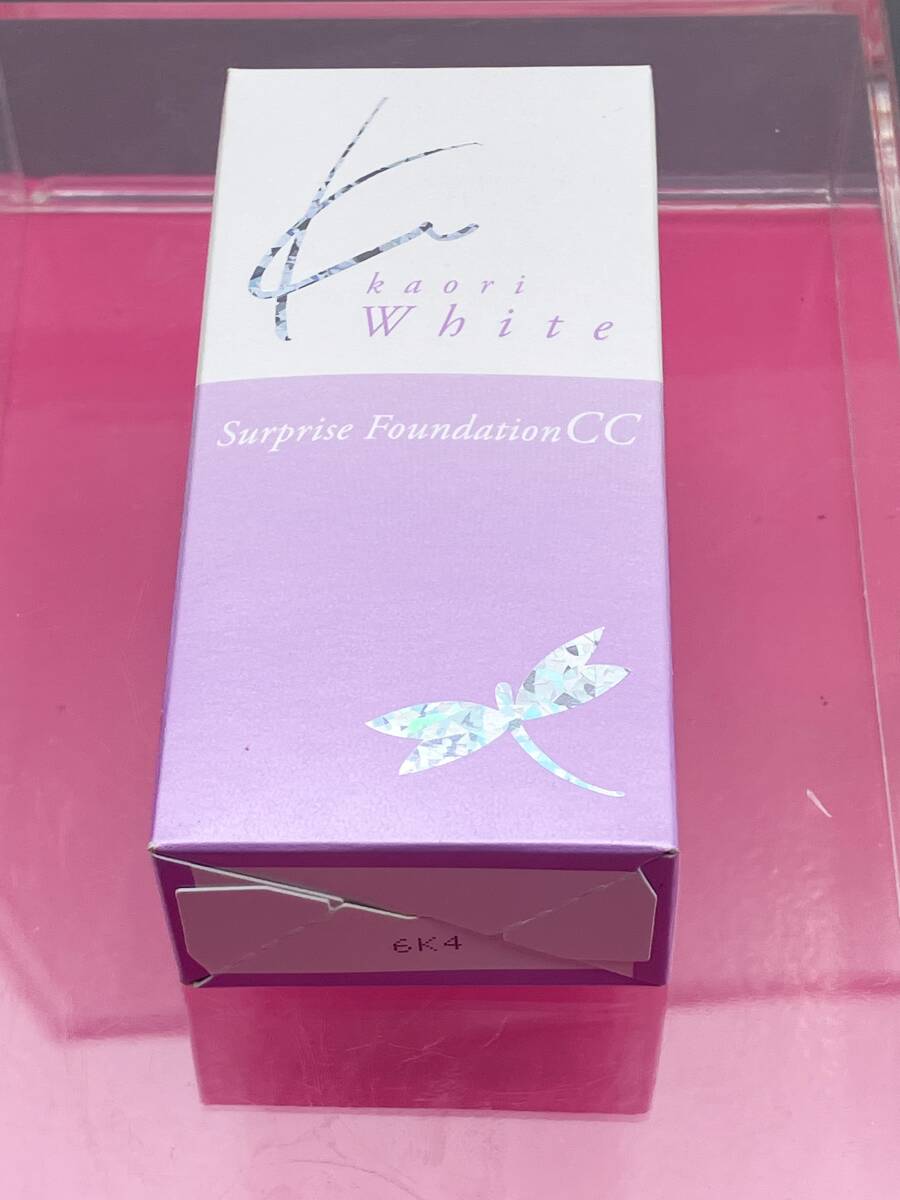 kaori
White
Surprise Foundation CC
6K4